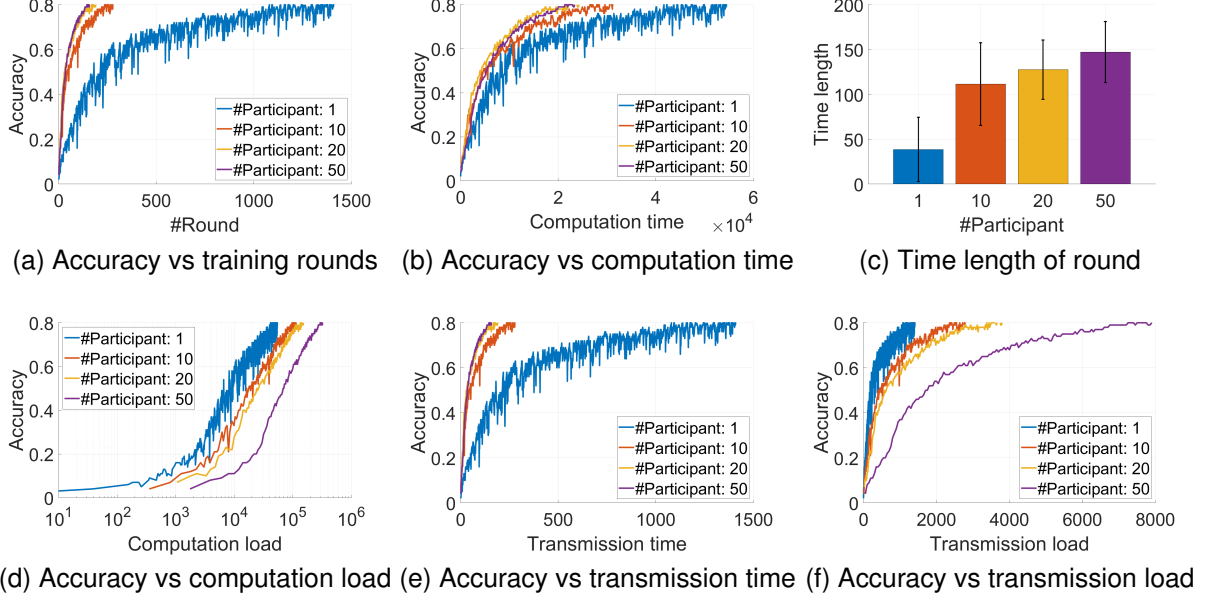 Accuracy
0.8
0.6
0.4
0.2
0
0 500 1000 1500
#Round
#Participant: 1
#Participant: 10
#Participant: 20
#Participant: 50
(a) Accuracy vs training rounds
Accuracy
0.8
0.6
0.4
0.2
0
0 2 4 6
Computation time ×10^4
#Participant: 1
#Participant: 10
#Participant: 20
#Participant: 50
(b) Accuracy vs computation time
Time length
200
150
100
50
0
1 10 20 50
#Participant
(c) Time length of round
Accuracy
0.8
0.6
0.4
0.2
0
#Participant: 1
#Participant: 10
#Participant: 20
#Participant: 50
10^1 10^2 10^3 10^4 10^5 10^6
Computation load
(d) Accuracy vs computation load
Accuracy
0.8
0.6
0.4
0.2
0
#Participant: 1
#Participant: 10
#Participant: 20
#Participant: 50
0 500 1000 1500
Transmission time
(e) Accuracy vs transmission time
Accuracy
0.8
0.6
0.4
0.2
0
#Participant: 1
#Participant: 10
#Participant: 20
#Participant: 50
0 2000 4000 6000 8000
Transmission load
(f) Accuracy vs transmission load